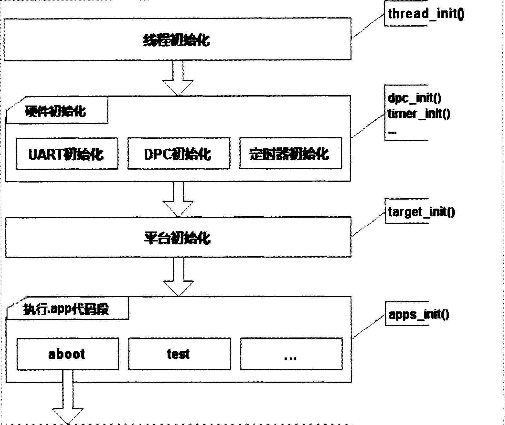 thread_init()
线程初始化
硬件初始化
dpc_init()
timer_init()
...
UART初始化
DPC初始化
定时器初始化
target_init()
平台初始化
执行.app代码段
apps_init()
aboot
test
...